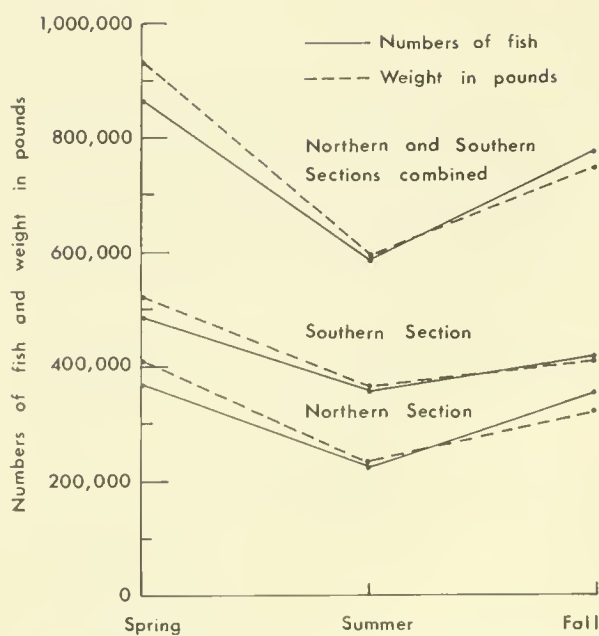 1,000,000
800,000
600,000
400,000
200,000
0
Numbers of fish and weight in pounds
Numbers of fish
Weight in pounds
Northern and Southern
Sections combined
Southern Section
Northern Section
Spring
Summer
Fall